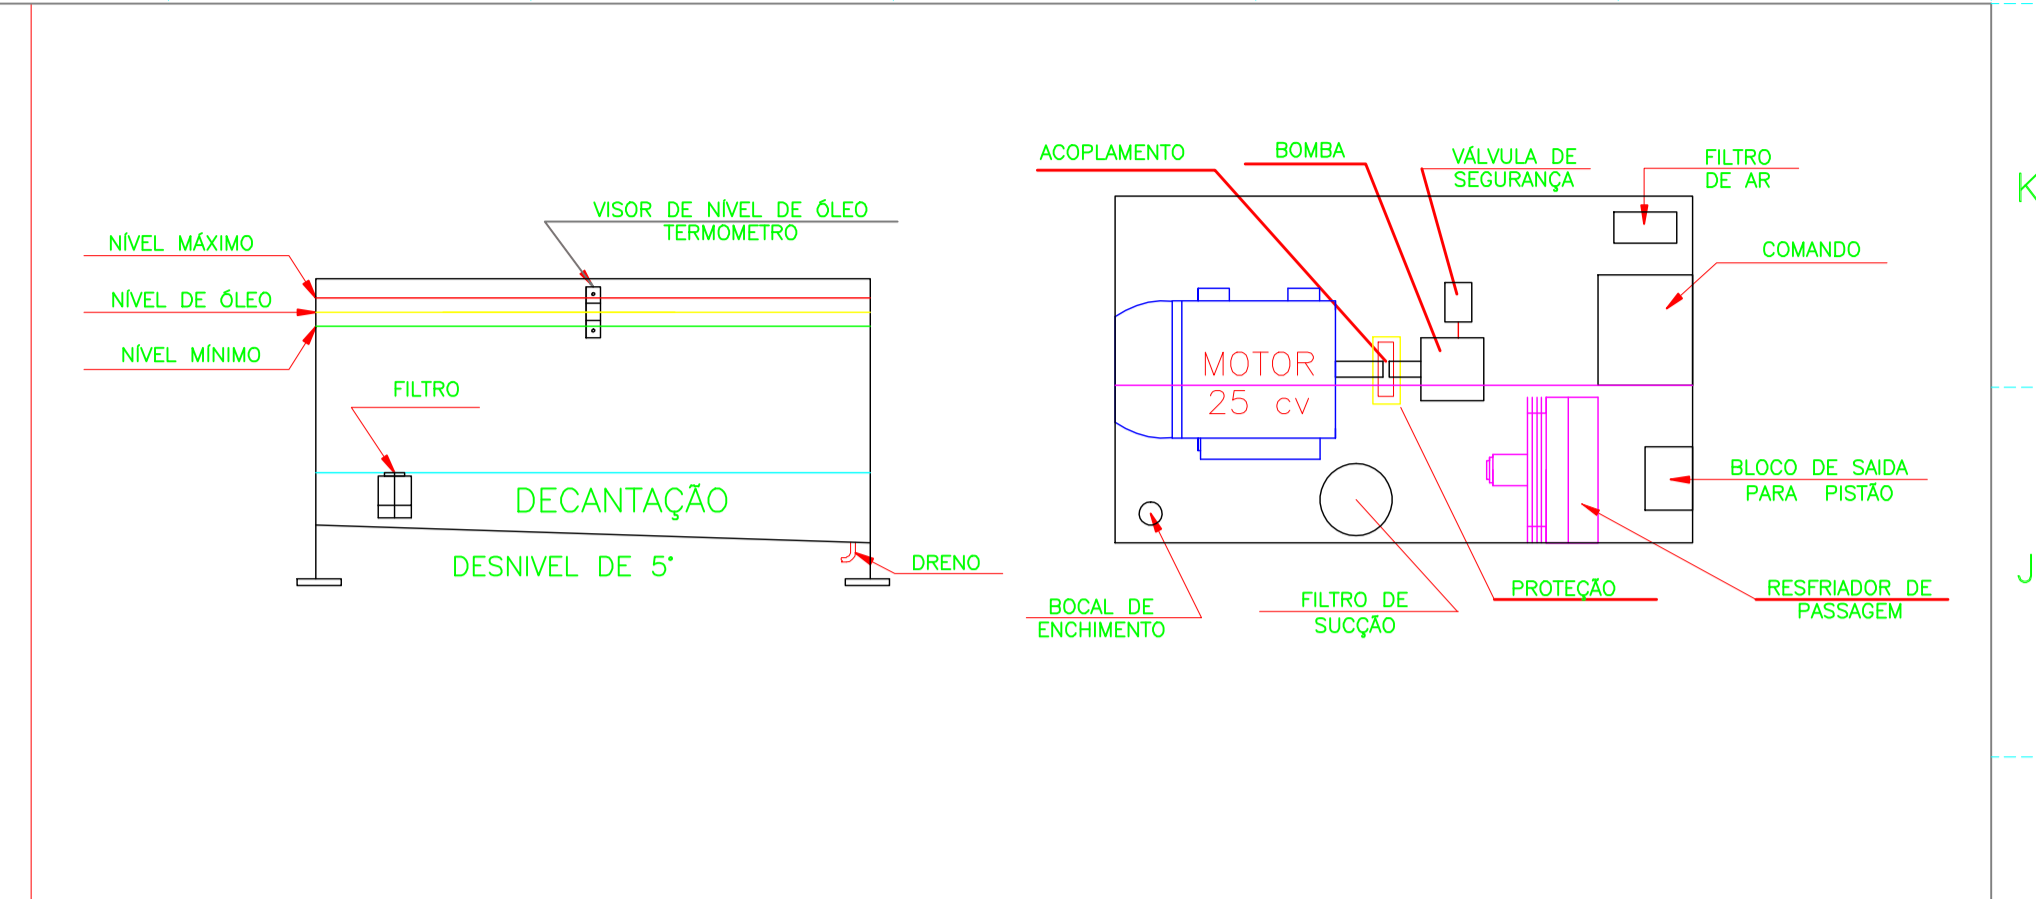 VISOR DE NÍVEL DE ÓLEO
TERMOMETRO
NÍVEL MÁXIMO
NÍVEL DE ÓLEO
NÍVEL MÍNIMO
FILTRO
DECANTAÇÃO
DESNIVEL DE 5°
DRENO
ACOPLAMENTO
BOMBA
VÁLVULA DE
SEGURANÇA
FILTRO
DE AR
COMANDO
MOTOR
25 cv
BLOCO DE SAIDA
PARA PISTÃO
BOCAL DE
ENCHIMENTO
FILTRO DE
SUCÇÃO
PROTEÇÃO
RESFRIADOR DE
PASSAGEM
K
J